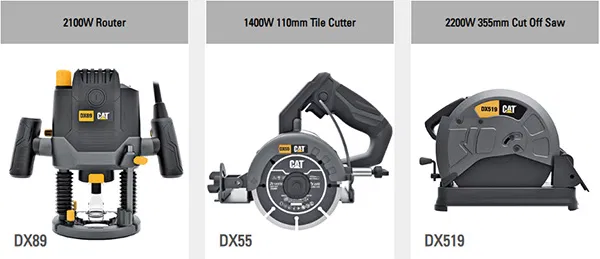 2100W Router
1400W 110mm Tile Cutter
2200W 355mm Cut Off Saw
DX89 CAT
DX55 CAT
CAT
DX519 CAT
DX89
DX55
DX519